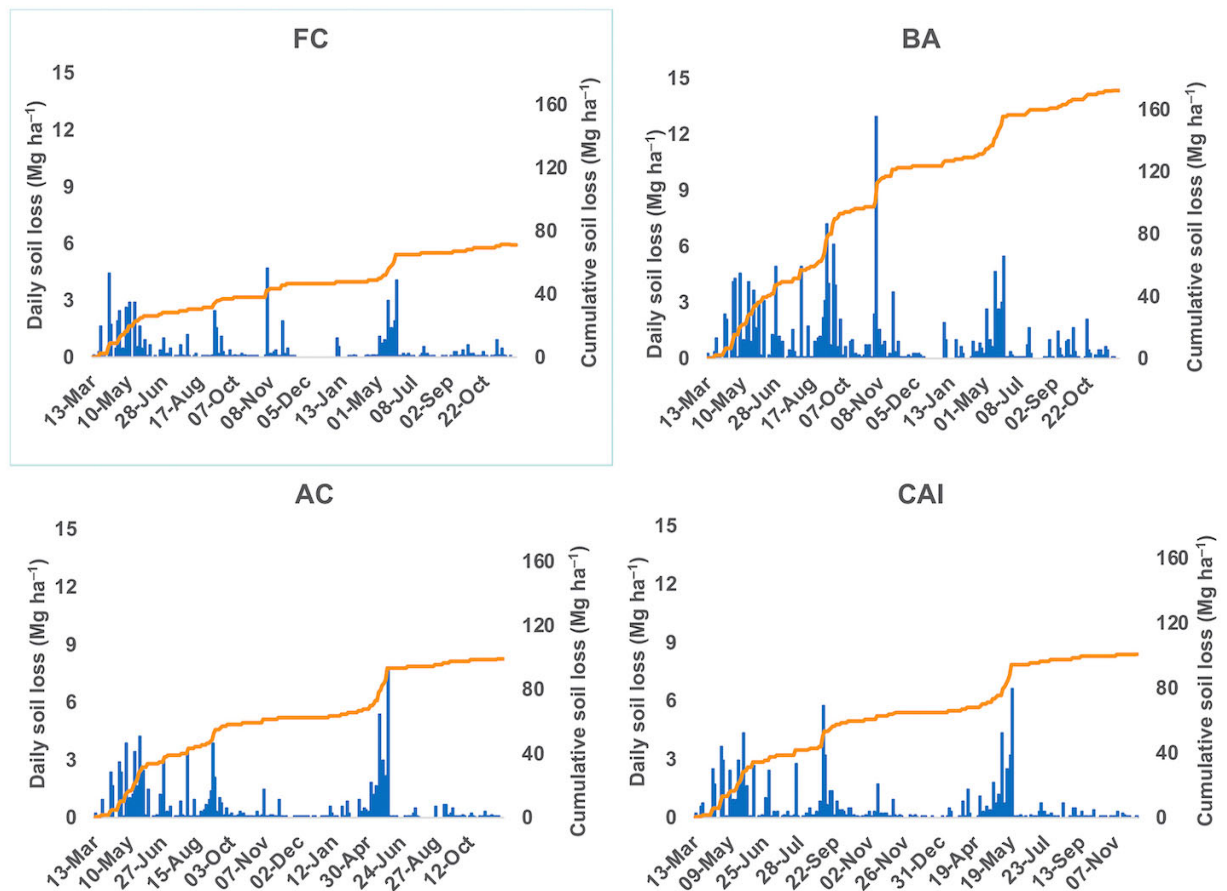 FC
Daily soil loss (Mg ha⁻¹)
15
12
9
6
3
0
160
120
80
40
0
Cumulative soil loss (Mg ha⁻¹)
13-Mar
10-May
28-Jun
17-Aug
07-Oct
08-Nov
05-Dec
13-Jan
01-May
08-Jul
02-Sep
22-Oct
BA
Daily soil loss (Mg ha⁻¹)
15
12
9
6
3
0
160
120
80
40
0
Cumulative soil loss (Mg ha⁻¹)
13-Mar
10-May
28-Jun
17-Aug
07-Oct
08-Nov
05-Dec
13-Jan
01-May
08-Jul
02-Sep
22-Oct
AC
Daily soil loss (Mg ha⁻¹)
15
12
9
6
3
0
160
120
80
40
0
Cumulative soil loss (Mg ha⁻¹)
13-Mar
10-May
27-Jun
15-Aug
03-Oct
07-Nov
02-Dec
12-Jan
30-Apr
24-Jun
27-Aug
12-Oct
CAI
Daily soil loss (Mg ha⁻¹)
15
12
9
6
3
0
160
120
80
40
0
Cumulative soil loss (Mg ha⁻¹)
13-Mar
09-May
25-Jun
28-Jul
22-Sep
02-Nov
26-Nov
31-Dec
19-Apr
19-May
23-Jul
13-Sep
07-Nov